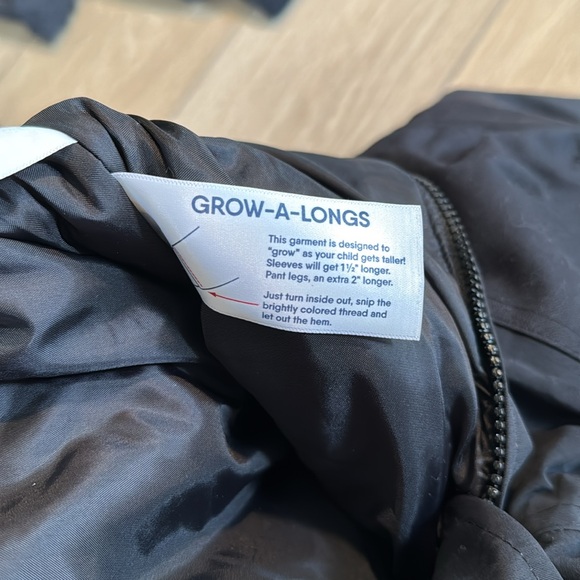 GROW-A-LONGS
This garment is designed to
"grow" as your child gets taller!
Sleeves will get 1½" longer.
Pant legs, an extra 2" longer.
Just turn inside out, snip the
brightly colored thread and
let out the hem.